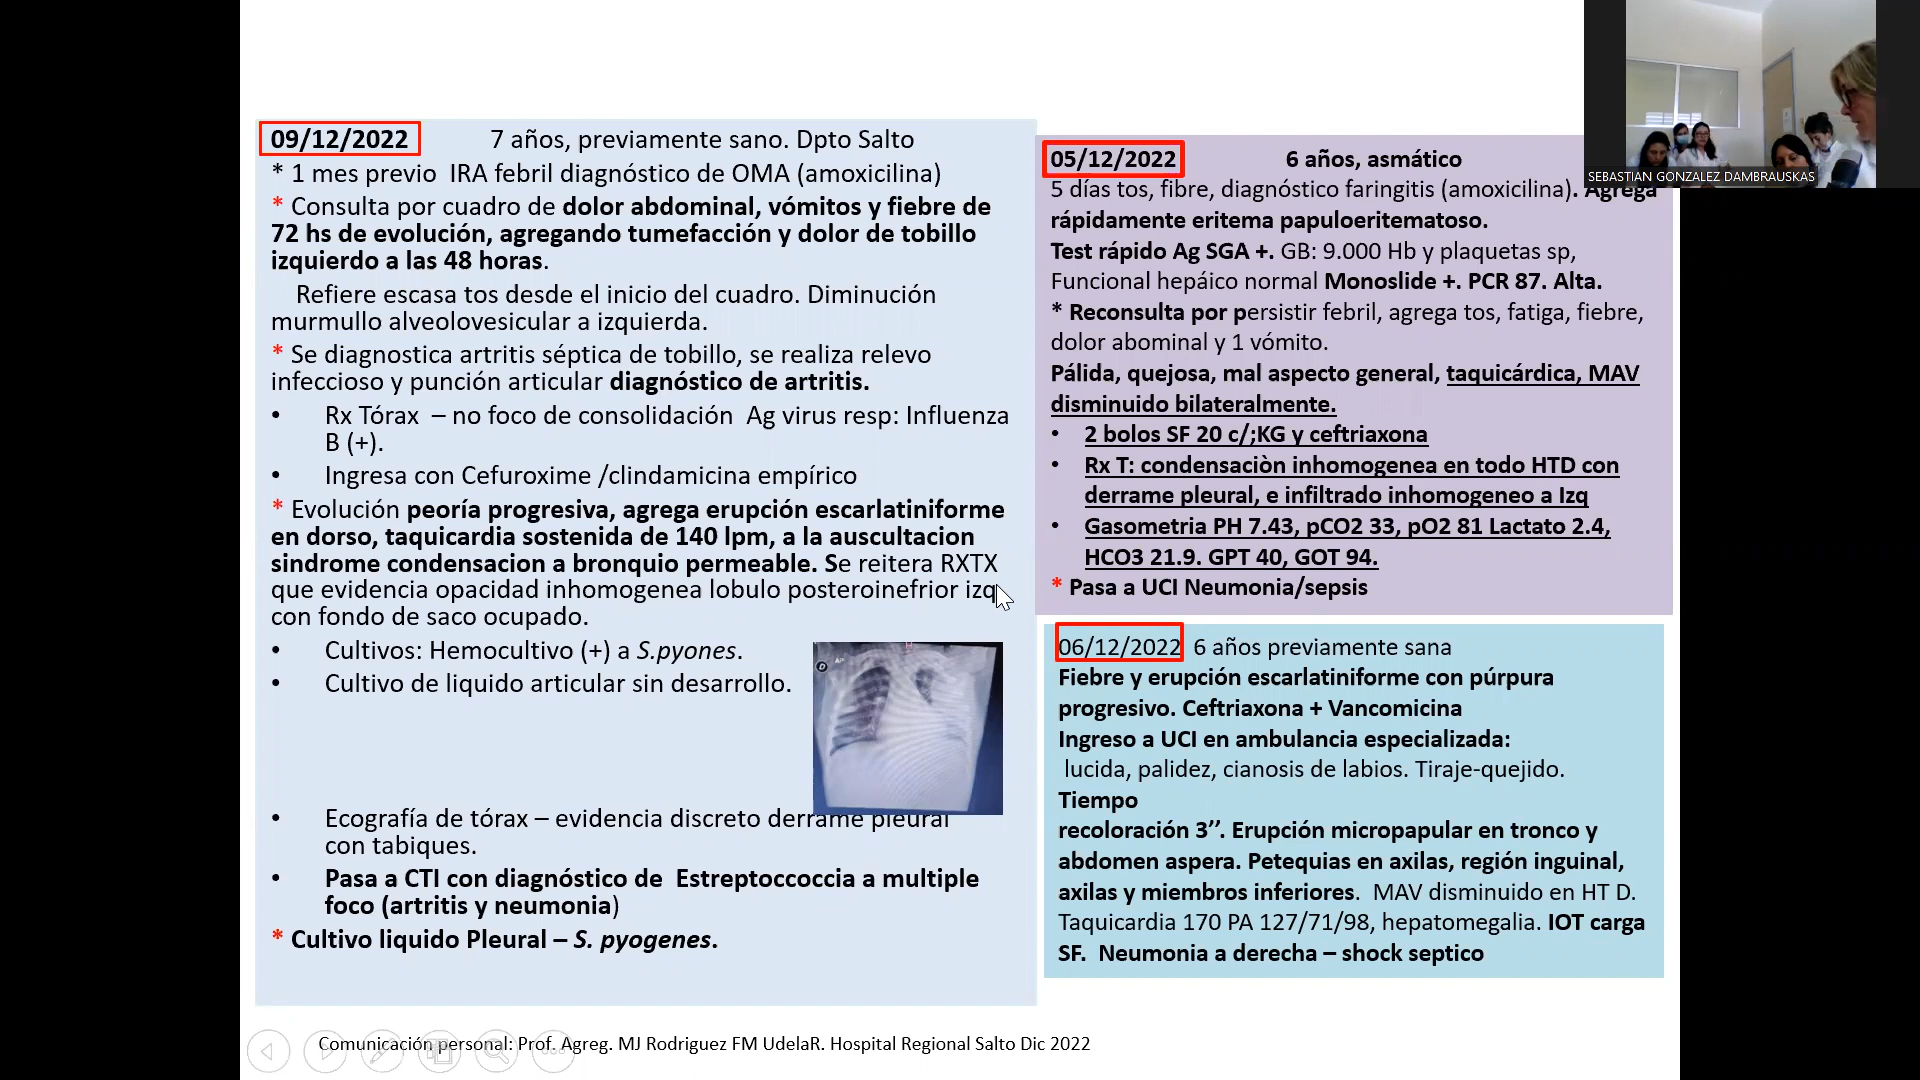 09/12/2022 7 años, previamente sano. Dpto Salto
* 1 mes previo IRA febril diagnóstico de OMA (amoxicilina)
* Consulta por cuadro de dolor abdominal, vómitos y fiebre de
72 hs de evolución, agregando tumefacción y dolor de tobillo
izquierdo a las 48 horas.
Refiere escasa tos desde el inicio del cuadro. Diminución
murmullo alveolovesicular a izquierda.
* Se diagnostica artritis séptica de tobillo, se realiza relevo
infeccioso y punción articular diagnóstico de artritis.
• Rx Tórax – no foco de consolidación Ag virus resp: Influenza
B (+).
• Ingresa con Cefuroxime /clindamicina empírico
* Evolución peoría progresiva, agrega erupción escarlatiniforme
en dorso, taquicardia sostenida de 140 lpm, a la auscultacion
sindrome condensacion a bronquio permeable. Se reitera RXTX
que evidencia opacidad inhomogenea lobulo posteroinefrior izq
con fondo de saco ocupado.
• Cultivos: Hemocultivo (+) a S.pyones.
• Cultivo de liquido articular sin desarrollo.
• Ecografía de tórax – evidencia discreto derrame pleural
con tabiques.
• Pasa a CTI con diagnóstico de Estreptoccoccia a multiple
foco (artritis y neumonia)
* Cultivo liquido Pleural – S. pyogenes.
05/12/2022 6 años, asmático
5 días tos, fibre, diagnóstico faringitis (amoxicilina). Agrega
rápidamente eritema papuloeritematoso.
Test rápido Ag SGA +. GB: 9.000 Hb y plaquetas sp,
Funcional hepáico normal Monoslide +. PCR 87. Alta.
* Reconsulta por persistir febril, agrega tos, fatiga, fiebre,
dolor abominal y 1 vómito.
Pálida, quejosa, mal aspecto general, taquicárdica, MAV
disminuido bilateralmente.
• 2 bolos SF 20 c/;KG y ceftriaxona
• Rx T: condensaciòn inhomogenea en todo HTD con
derrame pleural, e infiltrado inhomogeneo a Izq
• Gasometria PH 7.43, pCO2 33, pO2 81 Lactato 2.4,
HCO3 21.9. GPT 40, GOT 94.
* Pasa a UCI Neumonia/sepsis
06/12/2022 6 años previamente sana
Fiebre y erupción escarlatiniforme con púrpura
progresivo. Ceftriaxona + Vancomicina
Ingreso a UCI en ambulancia especializada:
lucida, palidez, cianosis de labios. Tiraje-quejido.
Tiempo
recoloración 3’’. Erupción micropapular en tronco y
abdomen aspera. Petequias en axilas, región inguinal,
axilas y miembros inferiores. MAV disminuido en HT D.
Taquicardia 170 PA 127/71/98, hepatomegalia. IOT carga
SF. Neumonia a derecha – shock septico
Comunicación personal: Prof. Agreg. MJ Rodriguez FM UdelaR. Hospital Regional Salto Dic 2022
SEBASTIAN GONZALEZ DAMBRAUSKAS